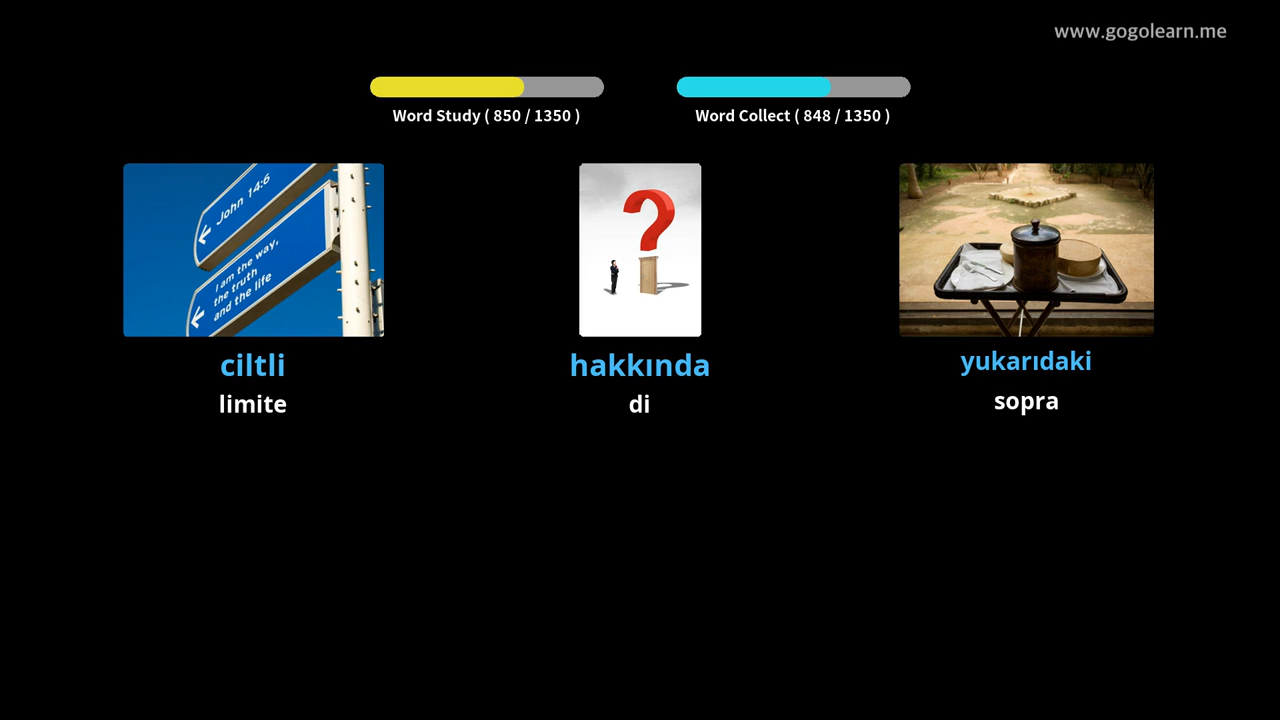 www.gogolearn.me
Word Study ( 850 / 1350 )
Word Collect ( 848 / 1350 )
John 14:6
I am the way,
the truth
and the life
ciltli
hakkında
yukarıdaki
limite
di
sopra